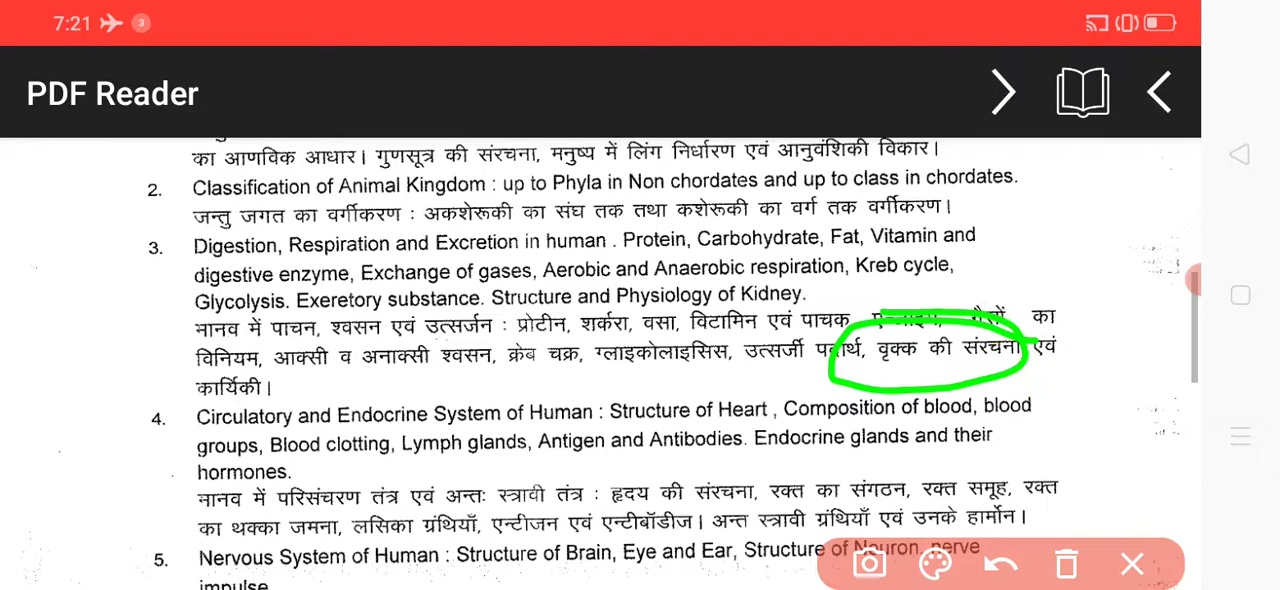 7:21 3
PDF Reader
का आणविक आधार। गुणसूत्र की संरचना, मनुष्य में लिंग निर्धारण एवं आनुवंशिकी विकार।
2. Classification of Animal Kingdom : up to Phyla in Non chordates and up to class in chordates.
जन्तु जगत का वर्गीकरण : अकशेरूकी का संघ तक तथा कशेरूकी का वर्ग तक वर्गीकरण।
3. Digestion, Respiration and Excretion in human . Protein, Carbohydrate, Fat, Vitamin and
digestive enzyme, Exchange of gases, Aerobic and Anaerobic respiration, Kreb cycle,
Glycolysis. Exeretory substance. Structure and Physiology of Kidney.
मानव में पाचन, श्वसन एवं उत्सर्जन : प्रोटीन, शर्करा, वसा, विटामिन एवं पाचक गैसों का
विनियम, आक्सी व अनाक्सी श्वसन, क्रेब चक्र, ग्लाइकोलाइसिस, उत्सर्जी पदार्थ, वृक्क की संरचना एवं
कार्यिकी।
4. Circulatory and Endocrine System of Human : Structure of Heart , Composition of blood, blood
groups, Blood clotting, Lymph glands, Antigen and Antibodies. Endocrine glands and their
hormones.
मानव में परिसंचरण तंत्र एवं अन्तः स्त्रावी तंत्र : हृदय की संरचना, रक्त का संगठन, रक्त समूह, रक्त
का थक्का जमना, लसिका ग्रंथियाँ, एन्टीजन एवं एन्टीबॉडीज। अन्त स्त्रावी ग्रंथियाँ एवं उनके हार्मोन।
5. Nervous System of Human : Structure of Brain, Eye and Ear, Structure of Neuron, nerve
impulse